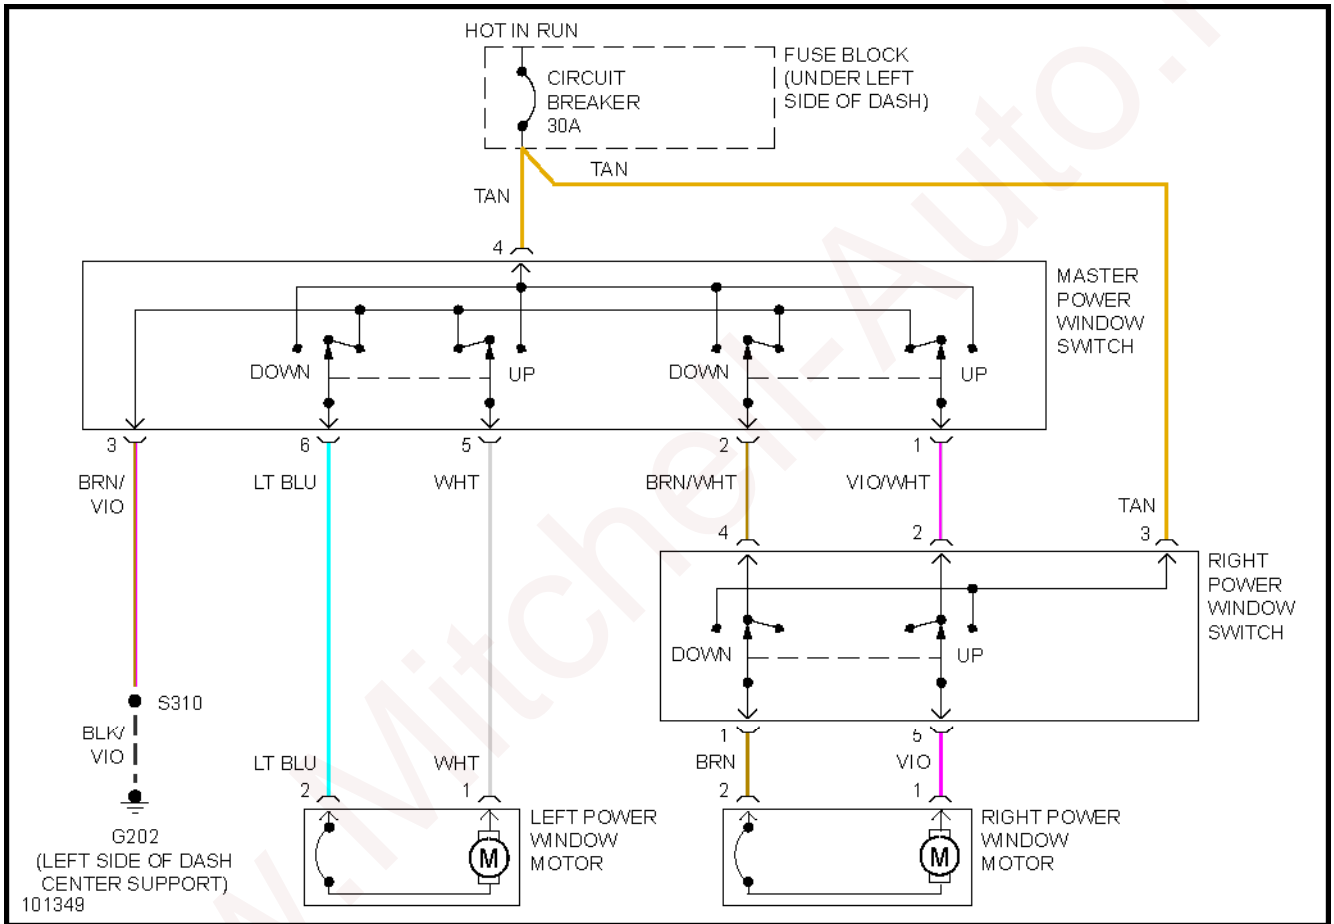 HOT IN RUN
CIRCUIT
BREAKER
30A
FUSE BLOCK
(UNDER LEFT
SIDE OF DASH)
TAN
TAN
4
MASTER
POWER
WINDOW
SWITCH
DOWN
UP
DOWN
UP
3
6
5
2
1
BRN/
VIO
LT BLU
WHT
BRN/WHT
VIO/WHT
TAN
4
2
3
RIGHT
POWER
WINDOW
SWITCH
DOWN
UP
S310
BLK/
VIO
LT BLU
WHT
1
5
BRN
VIO
2
1
2
1
G202
(LEFT SIDE OF DASH
CENTER SUPPORT)
M
LEFT POWER
WINDOW
MOTOR
M
RIGHT POWER
WINDOW
MOTOR
101349
w.Mitchell-Auto.r